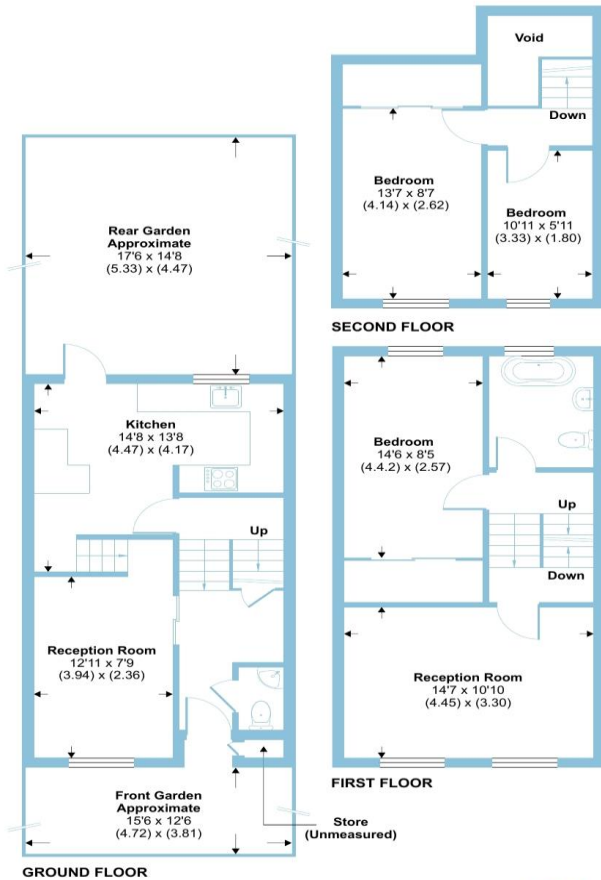 Void
Down
Bedroom
13'7 x 8'7
(4.14) x (2.62)
Bedroom
10'11 x 5'11
(3.33) x (1.80)
SECOND FLOOR
Rear Garden
Approximate
17'6 x 14'8
(5.33) x (4.47)
Kitchen
14'8 x 13'8
(4.47) x (4.17)
Up
Reception Room
12'11 x 7'9
(3.94) x (2.36)
Front Garden
Approximate
15'6 x 12'6
(4.72) x (3.81)
Store
(Unmeasured)
GROUND FLOOR
Bedroom
14'6 x 8'5
(4.4.2) x (2.57)
Up
Down
Reception Room
14'7 x 10'10
(4.45) x (3.30)
FIRST FLOOR